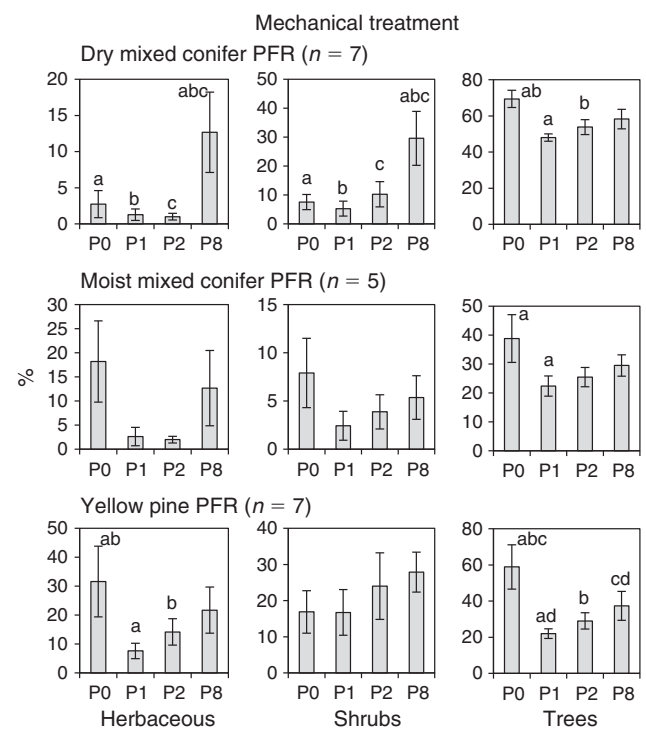 Mechanical treatment
Dry mixed conifer PFR (n = 7)
20
15
10
5
0
abc
a
b
c
P0 P1 P2 P8
50
40
30
20
10
0
abc
a
b
c
P0 P1 P2 P8
80
60
40
20
0
ab
a
b
P0 P1 P2 P8
Moist mixed conifer PFR (n = 5)
%
30
25
20
15
10
5
0
P0 P1 P2 P8
15
10
5
0
P0 P1 P2 P8
50
40
30
20
10
0
a
a
P0 P1 P2 P8
Yellow pine PFR (n = 7)
50
40
30
20
10
0
ab
a
b
P0 P1 P2 P8
Herbaceous
40
30
20
10
0
P0 P1 P2 P8
Shrubs
80
60
40
20
0
abc
ad
b
cd
P0 P1 P2 P8
Trees